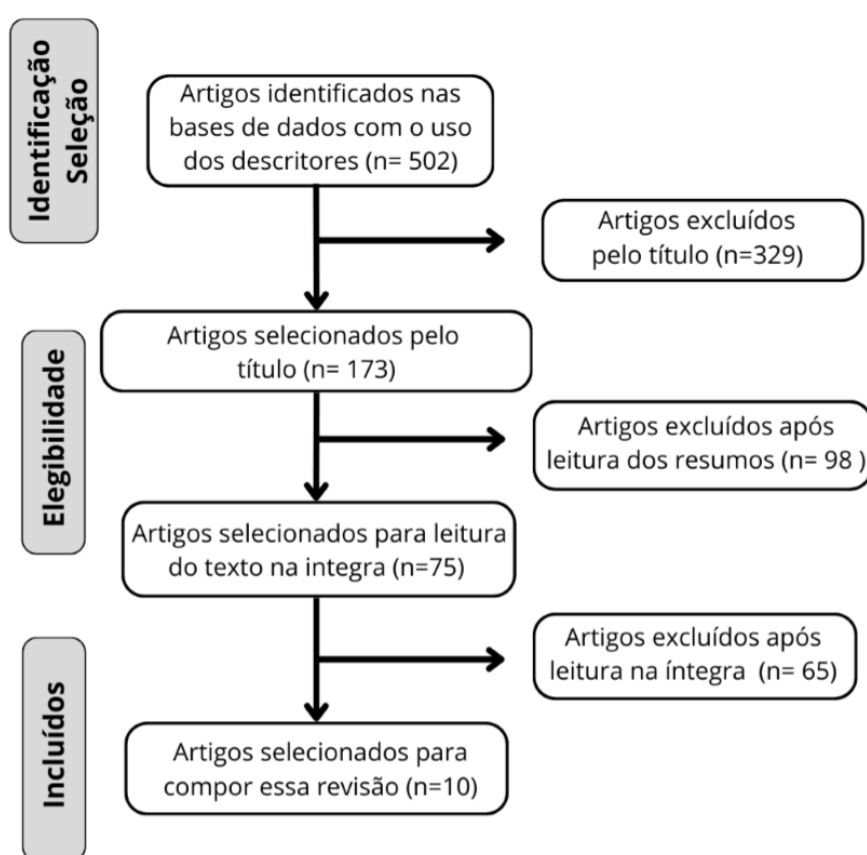 Identificação
Seleção
Artigos identificados nas
bases de dados com o uso
dos descritores (n= 502)
Artigos excluídos
pelo título (n=329)
Artigos selecionados pelo
título (n= 173)
Elegibilidade
Artigos excluídos após
leitura dos resumos (n= 98 )
Artigos selecionados para leitura
do texto na integra (n=75)
Artigos excluídos após
leitura na íntegra (n= 65)
Incluídos
Artigos selecionados para
compor essa revisão (n=10)